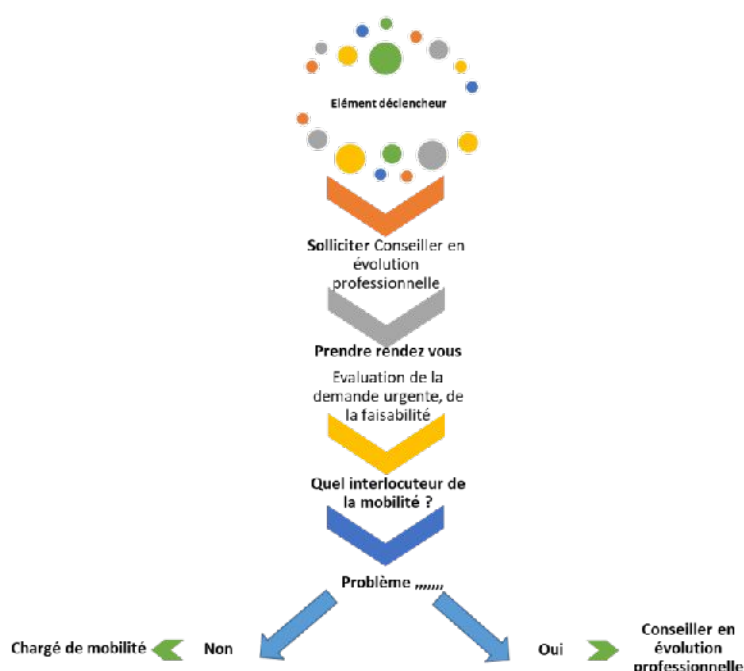 Elément déclencheur
Solliciter Conseiller en
évolution
professionnelle
Prendre rendez vous
Evaluation de la
demande urgente, de
la faisabilité
Quel interlocuteur de
la mobilité ?
Problème ,,,,,,,
Chargé de mobilité
Non
Oui
Conseiller en
évolution
professionnelle